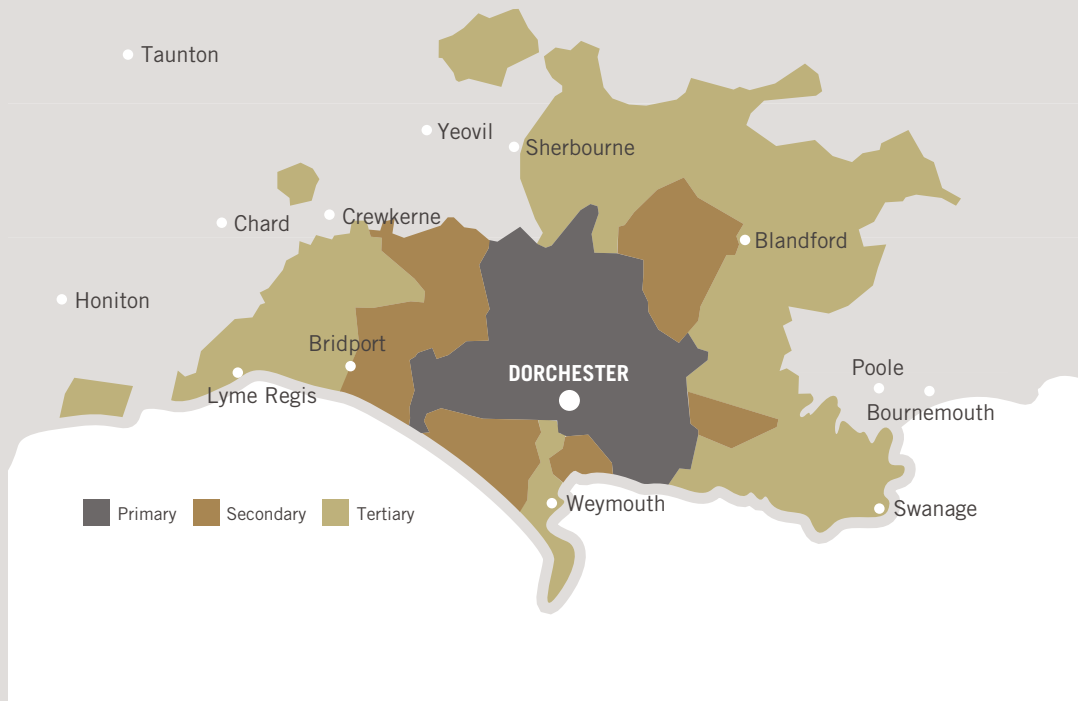 Taunton
Yeovil
Sherbourne
Crewkerne
Chard
Blandford
Honiton
Bridport
Poole
DORCHESTER
Lyme Regis
Bournemouth
Weymouth
Swanage
Primary
Secondary
Tertiary